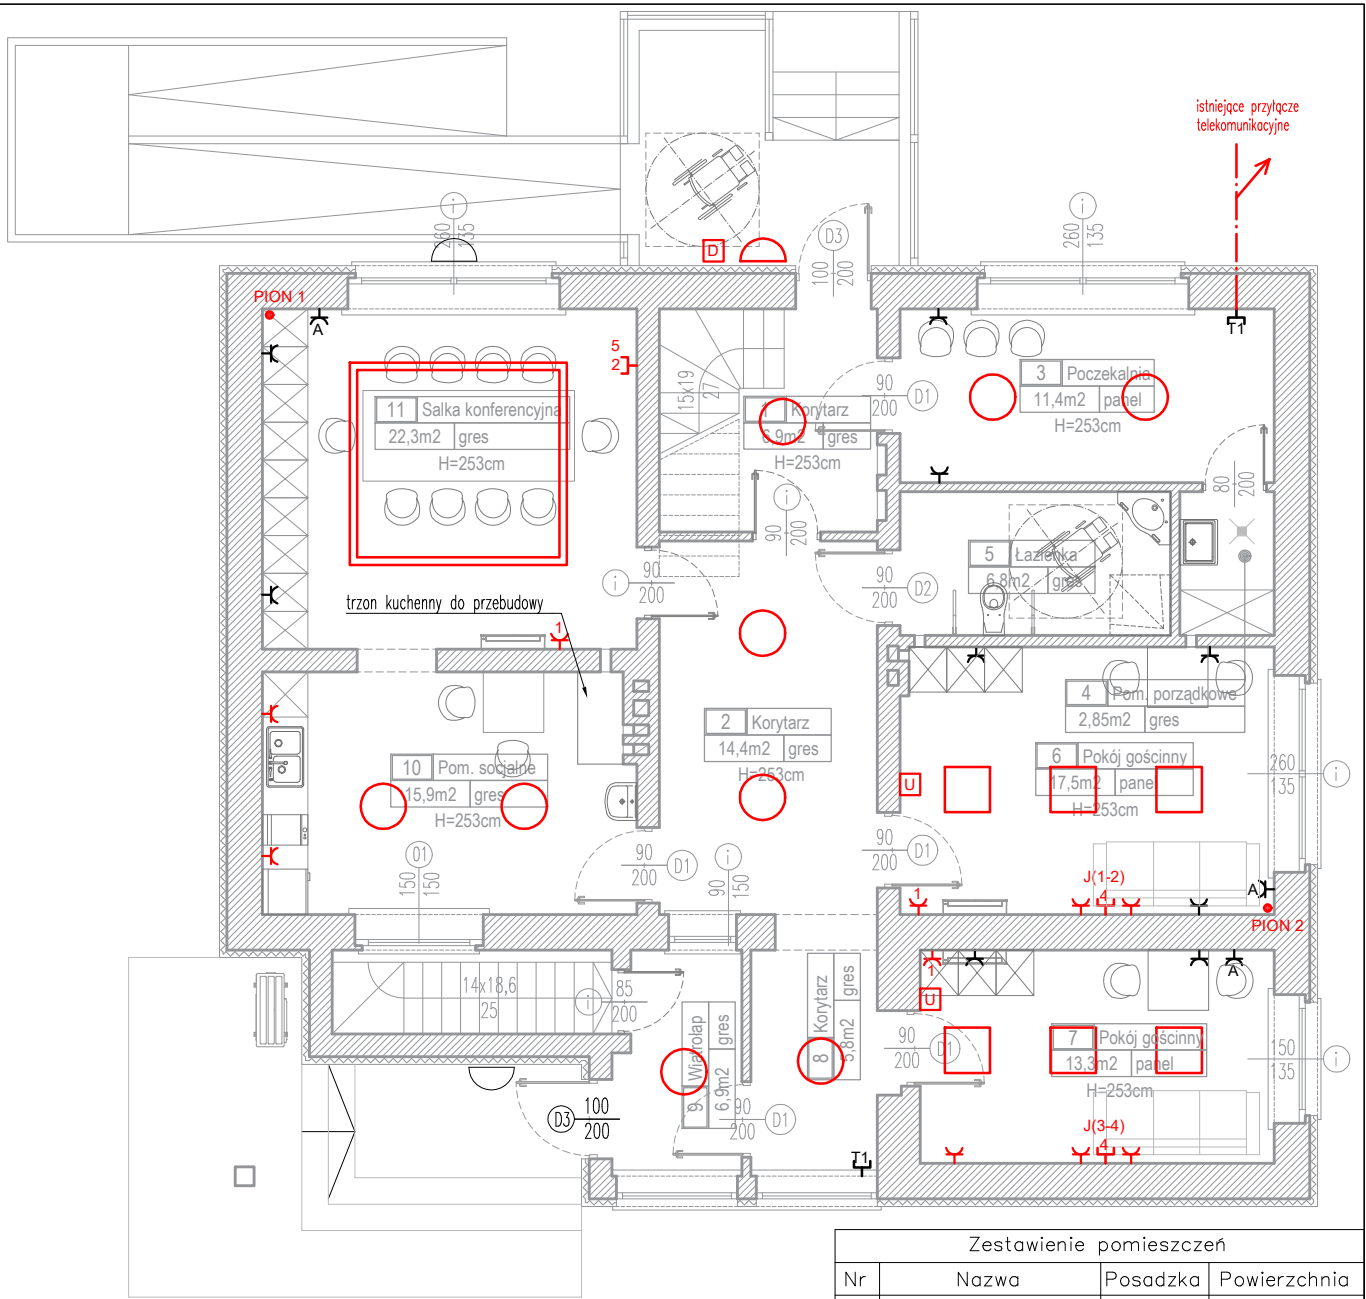 istniejące przyłącze
telekomunikacyjne
i
260
135
D
D3
100
200
i
260
135
PION 1
A
T1
5
2
15x19
27
90
200
D1
3 Poczekalnia
11,4m2 panel
H=253cm
11 Salka konferencyjna
22,3m2 gres
H=253cm
1 Korytarz
6,9m2 gres
H=253cm
80
200
i
90
200
5 Łazienka
6,8m2 gres
i
90
200
90
200
D2
trzon kuchenny do przebudowy
1
4 Pom. porządkowe
2,85m2 gres
2 Korytarz
14,4m2 gres
H=253cm
6 Pokój gościnny
17,5m2 panel
H=253cm
10 Pom. socjalne
15,9m2 gres
H=253cm
U
260
135
i
01
150
150
90
200
D1
i
90
150
90
200
D1
1
J(1-2)
4
A
PION 2
14x18,6
25
i
85
200
1
A
U
8 Korytarz
5,8m2 gres
9 Wiatrołap
6,9m2 gres
90
200
D1
7 Pokój gościnny
13,3m2 panel
H=253cm
150
135
i
D3
100
200
90
200
D1
J(3-4)
4
T1
Zestawienie pomieszczeń
Nr Nazwa Posadzka Powierzchnia